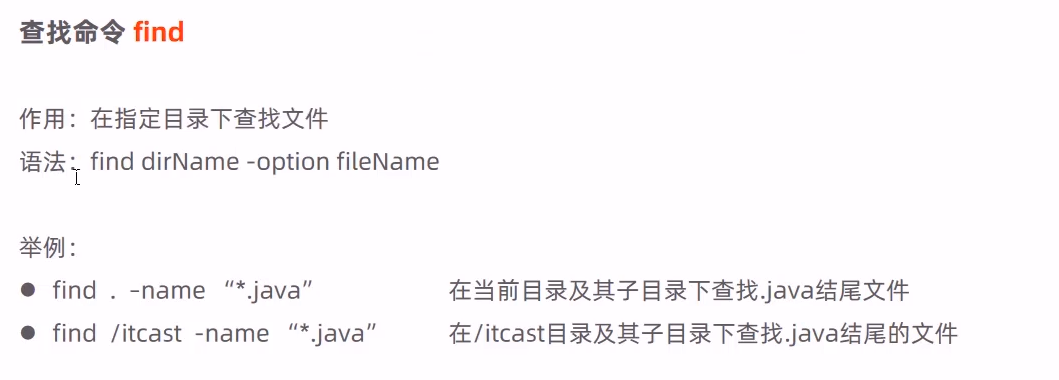 查找命令 find
作用：在指定目录下查找文件
语法：find dirName -option fileName
举例：
● find . –name “*.java” 在当前目录及其子目录下查找.java结尾文件
● find /itcast -name “*.java” 在/itcast目录及其子目录下查找.java结尾的文件